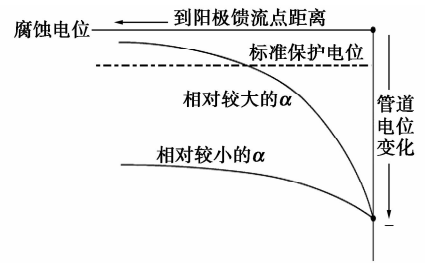 到阳极馈流点距离
腐蚀电位
标准保护电位
相对较大的α
管道
电位
变化
相对较小的α
−